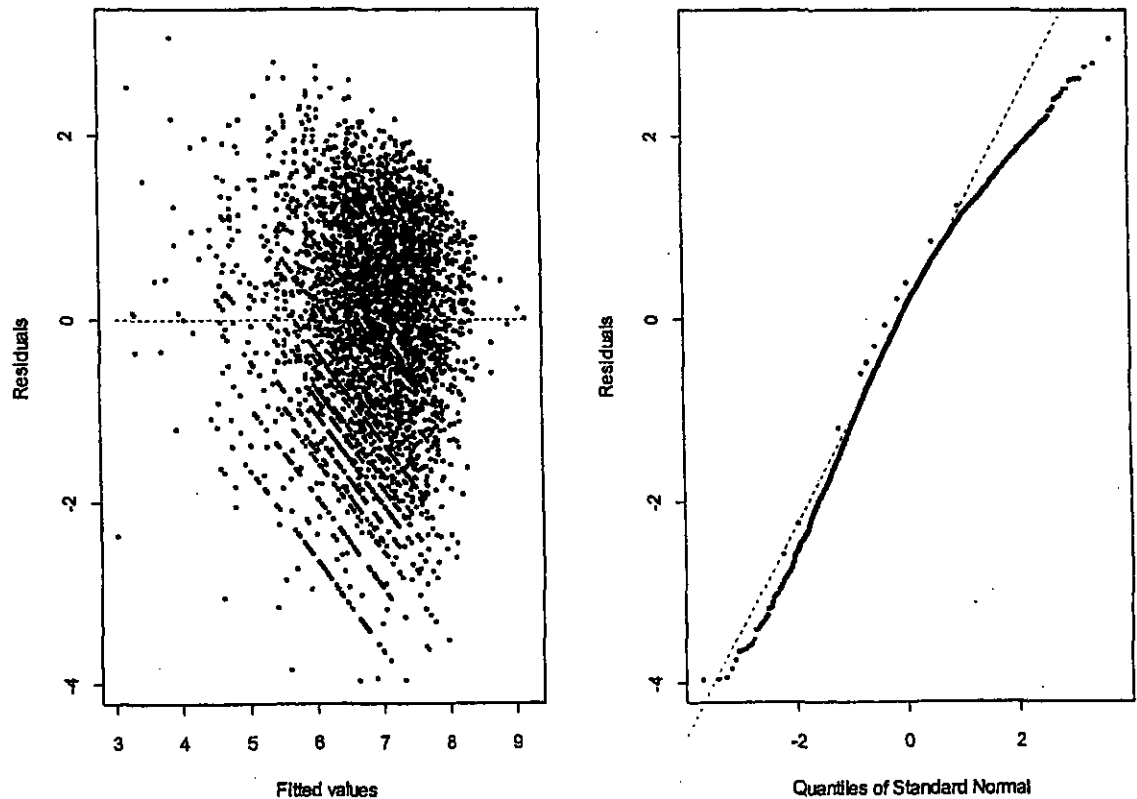 Residuals
2
0
-2
-4
3 4 5 6 7 8 9
Fitted values
Residuals
2
0
-2
-4
-2 0 2
Quantiles of Standard Normal